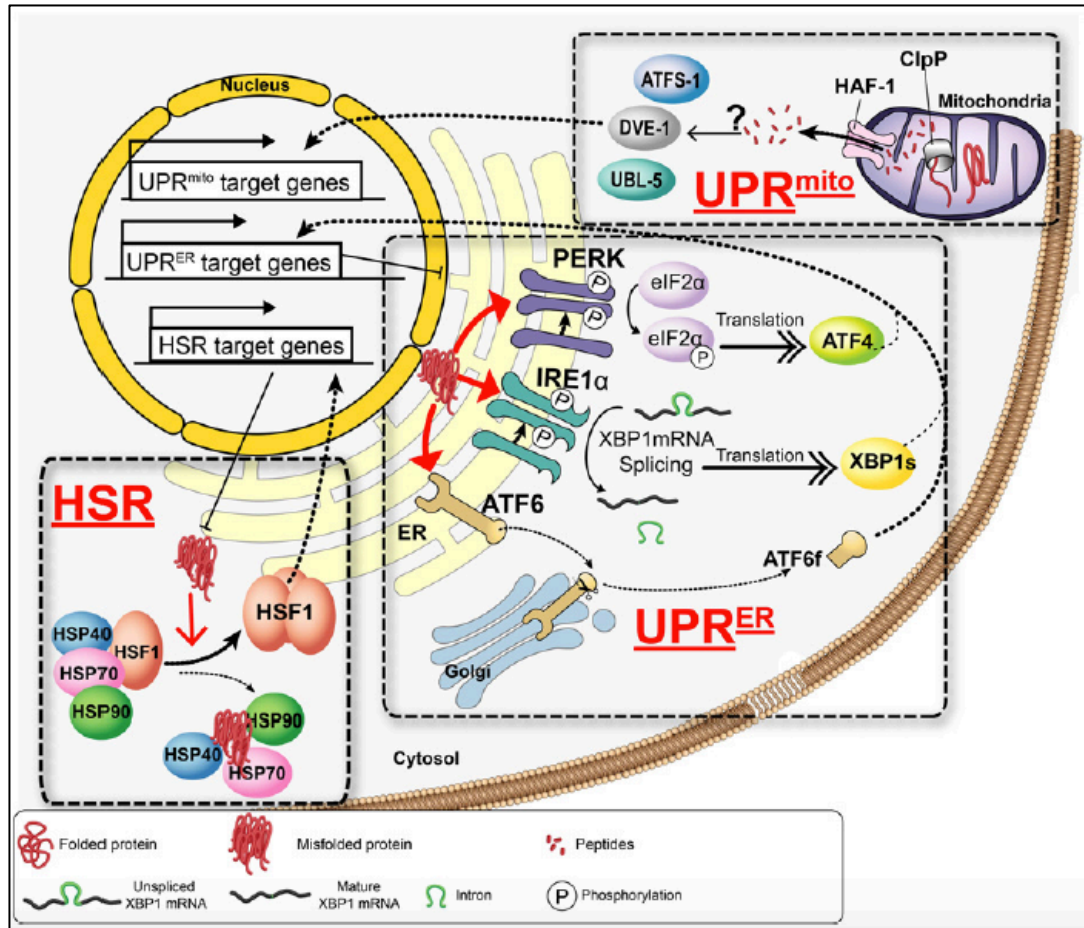 Nucleus
UPRmito target genes
UPRER target genes
HSR target genes
ATFS-1
DVE-1
UBL-5
?
HAF-1
ClpP
Mitochondria
UPRmito
PERK
P
P
eIF2α
eIF2α
P
Translation
ATF4
IRE1α
P
P
XBP1mRNA
Splicing
Translation
XBP1s
ATF6
ER
ATF6f
Golgi
UPRER
HSR
HSF1
HSP40
HSF1
HSP70
HSP90
HSP90
HSP40
HSP70
Cytosol
Folded protein
Misfolded protein
Peptides
Unspliced
XBP1 mRNA
Mature
XBP1 mRNA
Intron
P
Phosphorylation